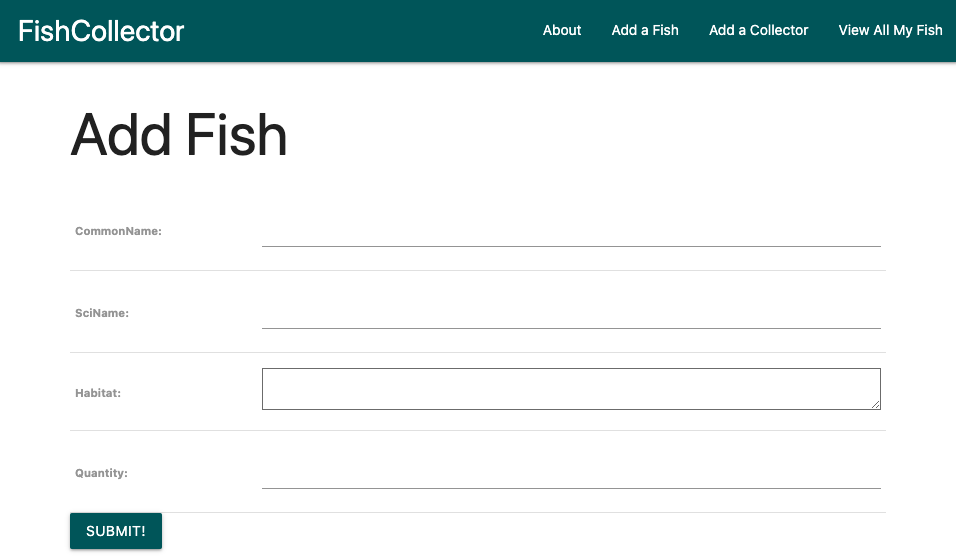 FishCollector
About
Add a Fish
Add a Collector
View All My Fish
Add Fish
CommonName:
SciName:
Habitat:
Quantity:
SUBMIT!